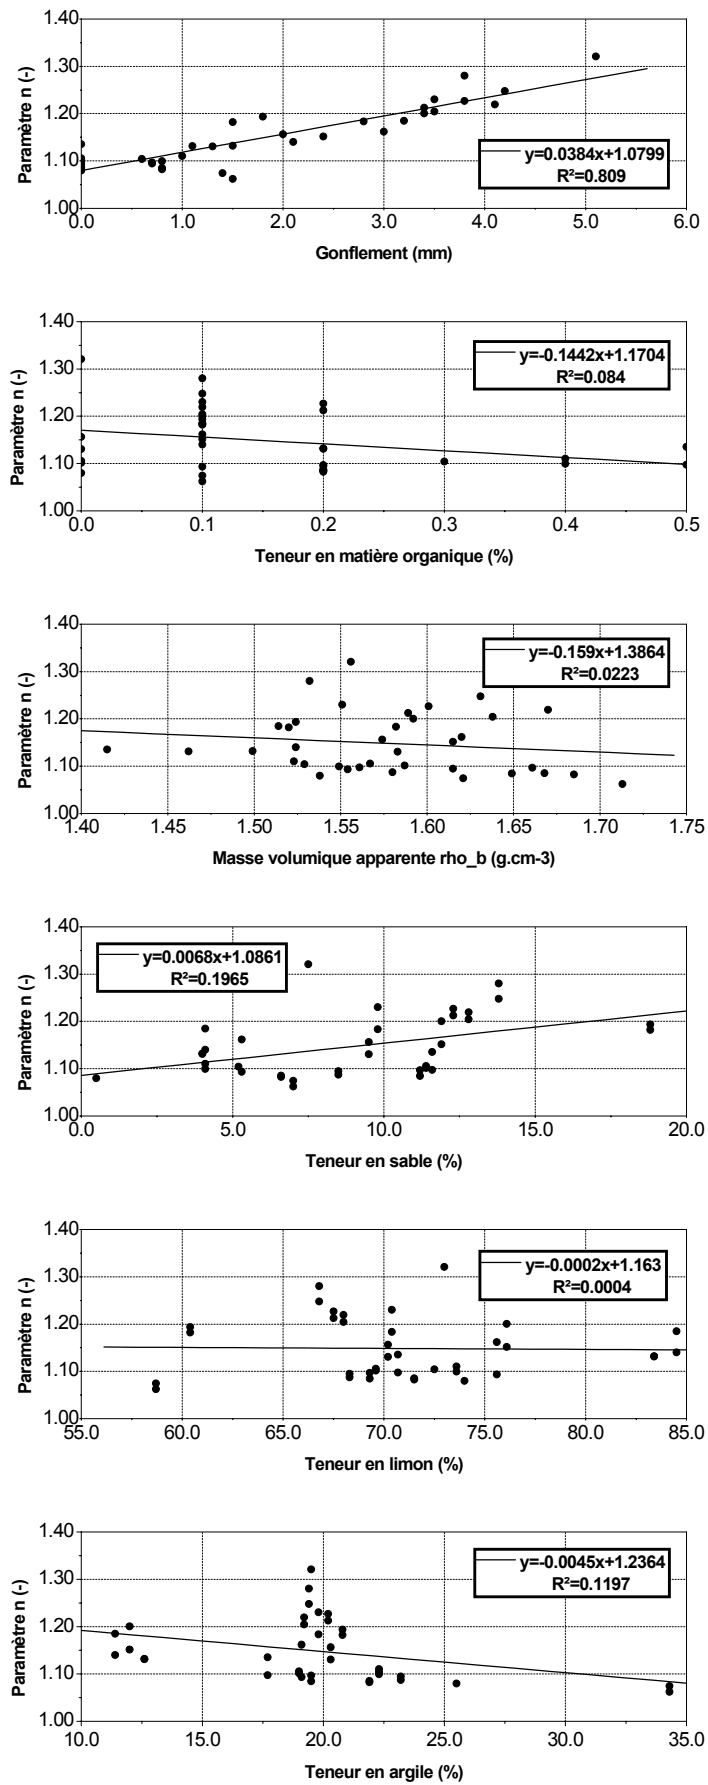 1.40
1.30
1.20
1.10
1.00
Paramètre n (-)
y=0.0384x+1.0799
R²=0.809
0.0 1.0 2.0 3.0 4.0 5.0 6.0
Gonflement (mm)
1.40
1.30
1.20
1.10
1.00
Paramètre n (-)
y=-0.1442x+1.1704
R²=0.084
0.0 0.1 0.2 0.3 0.4 0.5
Teneur en matière organique (%)
1.40
1.30
1.20
1.10
1.00
Paramètre n (-)
y=-0.159x+1.3864
R²=0.0223
1.40 1.45 1.50 1.55 1.60 1.65 1.70 1.75
Masse volumique apparente rho_b (g.cm-3)
1.40
1.30
1.20
1.10
1.00
Paramètre n (-)
y=0.0068x+1.0861
R²=0.1965
0.0 5.0 10.0 15.0 20.0
Teneur en sable (%)
1.40
1.30
1.20
1.10
1.00
Paramètre n (-)
y=-0.0002x+1.163
R²=0.0004
55.0 60.0 65.0 70.0 75.0 80.0 85.0
Teneur en limon (%)
1.40
1.30
1.20
1.10
1.00
Paramètre n (-)
y=-0.0045x+1.2364
R²=0.1197
10.0 15.0 20.0 25.0 30.0 35.0
Teneur en argile (%)